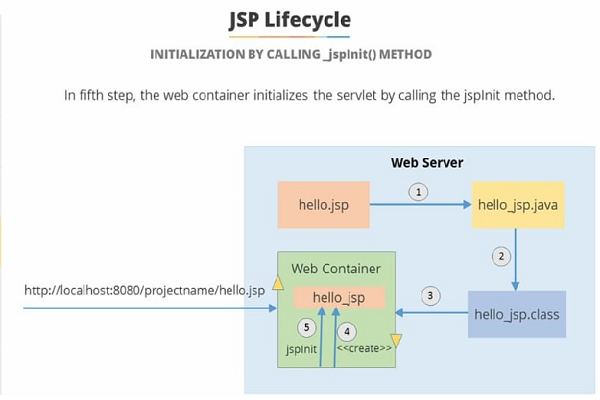 JSP Lifecycle
INITIALIZATION BY CALLING _jspInit() METHOD
In fifth step, the web container initializes the servlet by calling the jspInit method.
Web Server
hello.jsp
1
hello_jsp.java
2
Web Container
http://localhost:8080/projectname/hello.jsp
hello_jsp
3
hello_jsp.class
5
4
jspInit
<<create>>